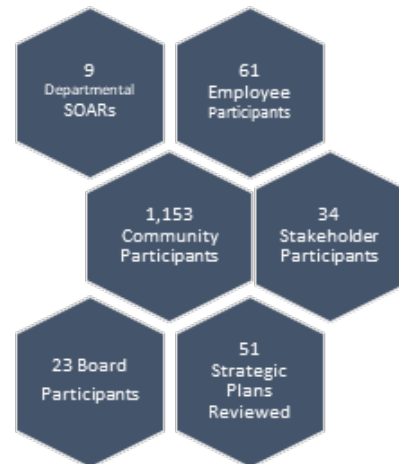 9
Departmental
SOARs
61
Employee
Participants
1,153
Community
Participants
34
Stakeholder
Participants
23 Board
Participants
51
Strategic
Plans
Reviewed